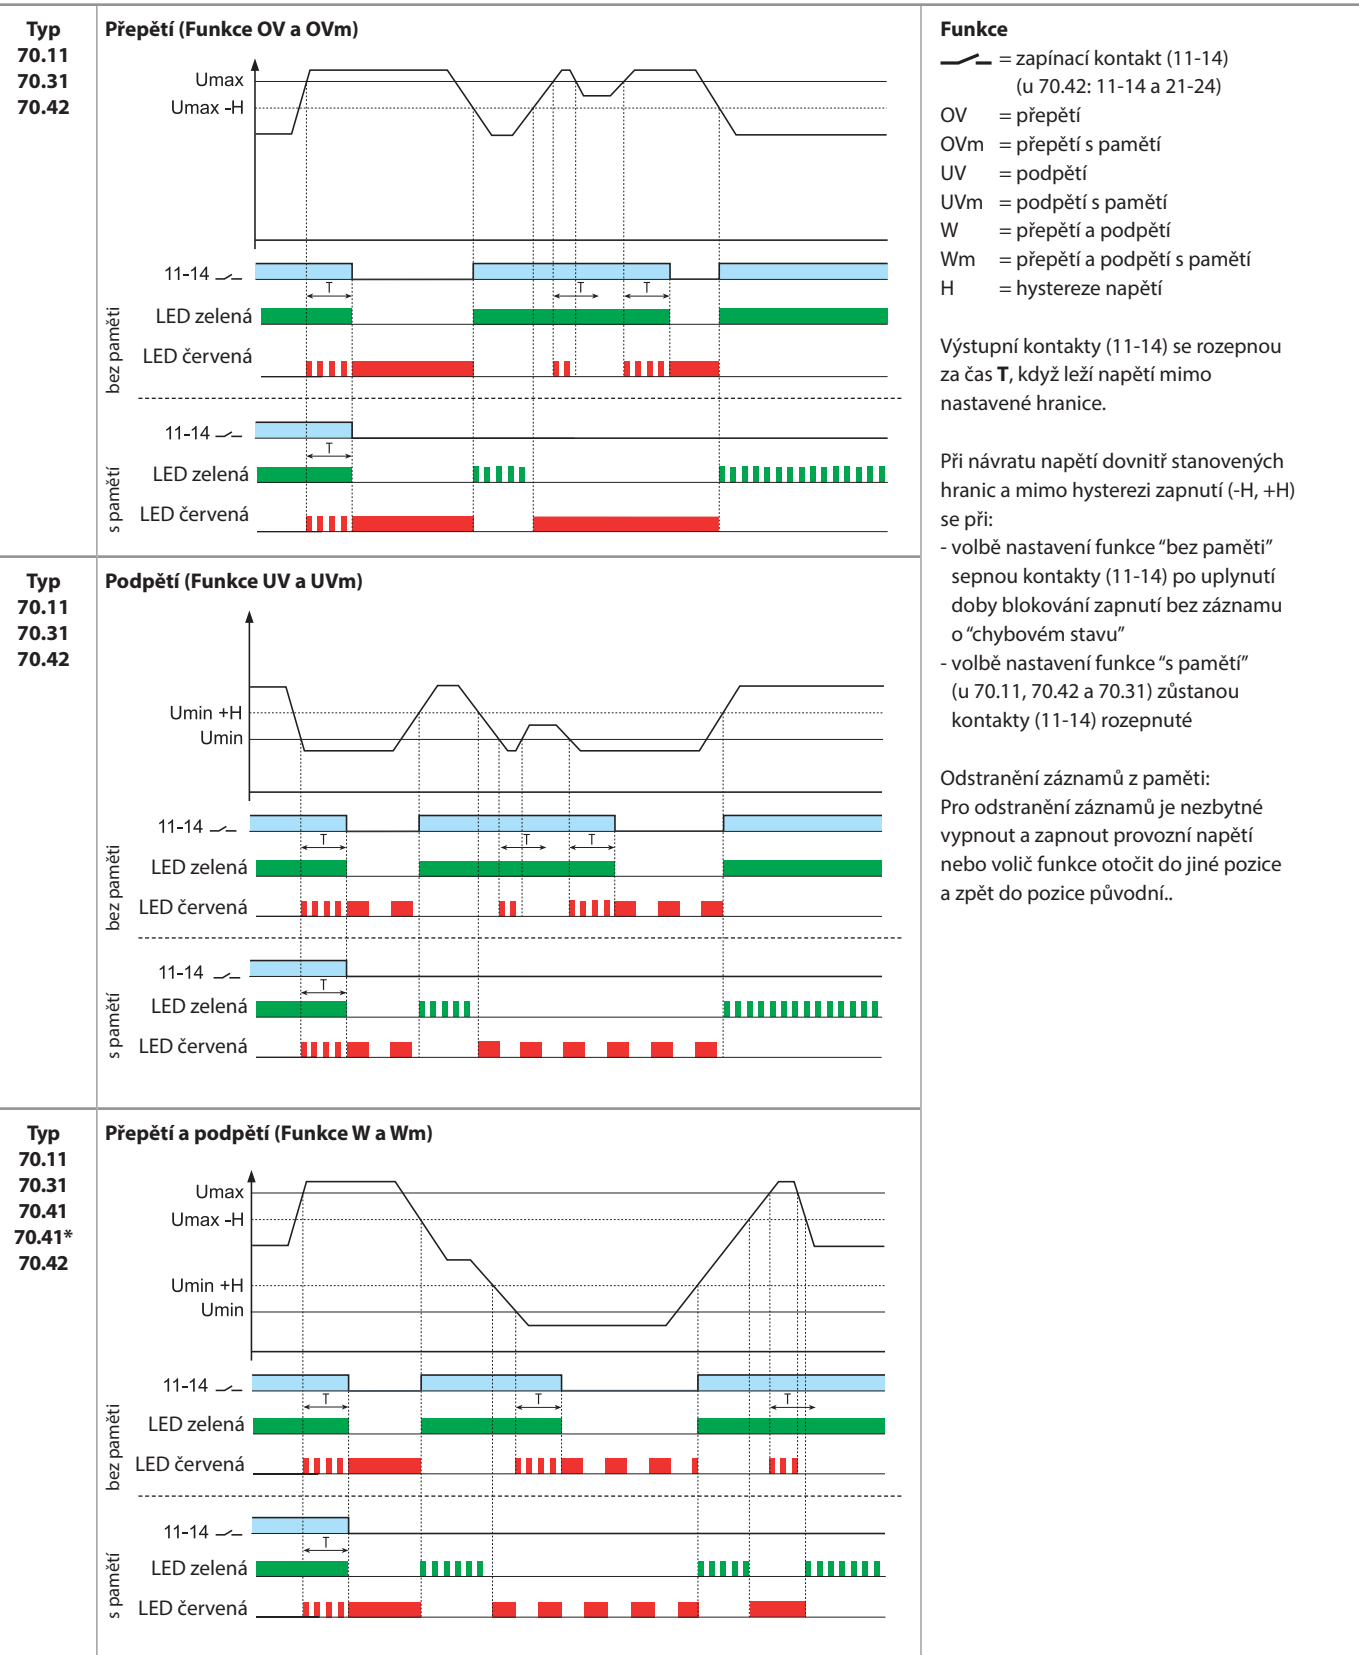 Typ
70.11
70.31
70.42
Přepětí (Funkce OV a OVm)
Umax
Umax -H
bez paměti
11-14
T
T
T
LED zelená
LED červená
s pamětí
11-14
T
LED zelená
LED červená
Typ
70.11
70.31
70.42
Podpětí (Funkce UV a UVm)
Umin +H
Umin
bez paměti
11-14
T
T
T
LED zelená
LED červená
s pamětí
11-14
T
LED zelená
LED červená
Typ
70.11
70.31
70.41
70.41*
70.42
Přepětí a podpětí (Funkce W a Wm)
Umax
Umax -H
Umin +H
Umin
bez paměti
11-14
T
T
T
LED zelená
LED červená
s pamětí
11-14
T
LED zelená
LED červená
Funkce
= zapínací kontakt (11-14)
(u 70.42: 11-14 a 21-24)
OV = přepětí
OVm = přepětí s pamětí
UV = podpětí
UVm = podpětí s pamětí
W = přepětí a podpětí
Wm = přepětí a podpětí s pamětí
H = hystereze napětí
Výstupní kontakty (11-14) se rozepnou
za čas T, když leží napětí mimo
nastavené hranice.
Při návratu napětí dovnitř stanovených
hranic a mimo hysterezi zapnutí (-H, +H)
se při:
- volbě nastavení funkce “bez paměti”
sepnou kontakty (11-14) po uplynutí
doby blokování zapnutí bez záznamu
o “chybovém stavu”
- volbě nastavení funkce “s pamětí”
(u 70.11, 70.42 a 70.31) zůstanou
kontakty (11-14) rozepnuté
Odstranění záznamů z paměti:
Pro odstranění záznamů je nezbytné
vypnout a zapnout provozní napětí
nebo volič funkce otočit do jiné pozice
a zpět do pozice původní..